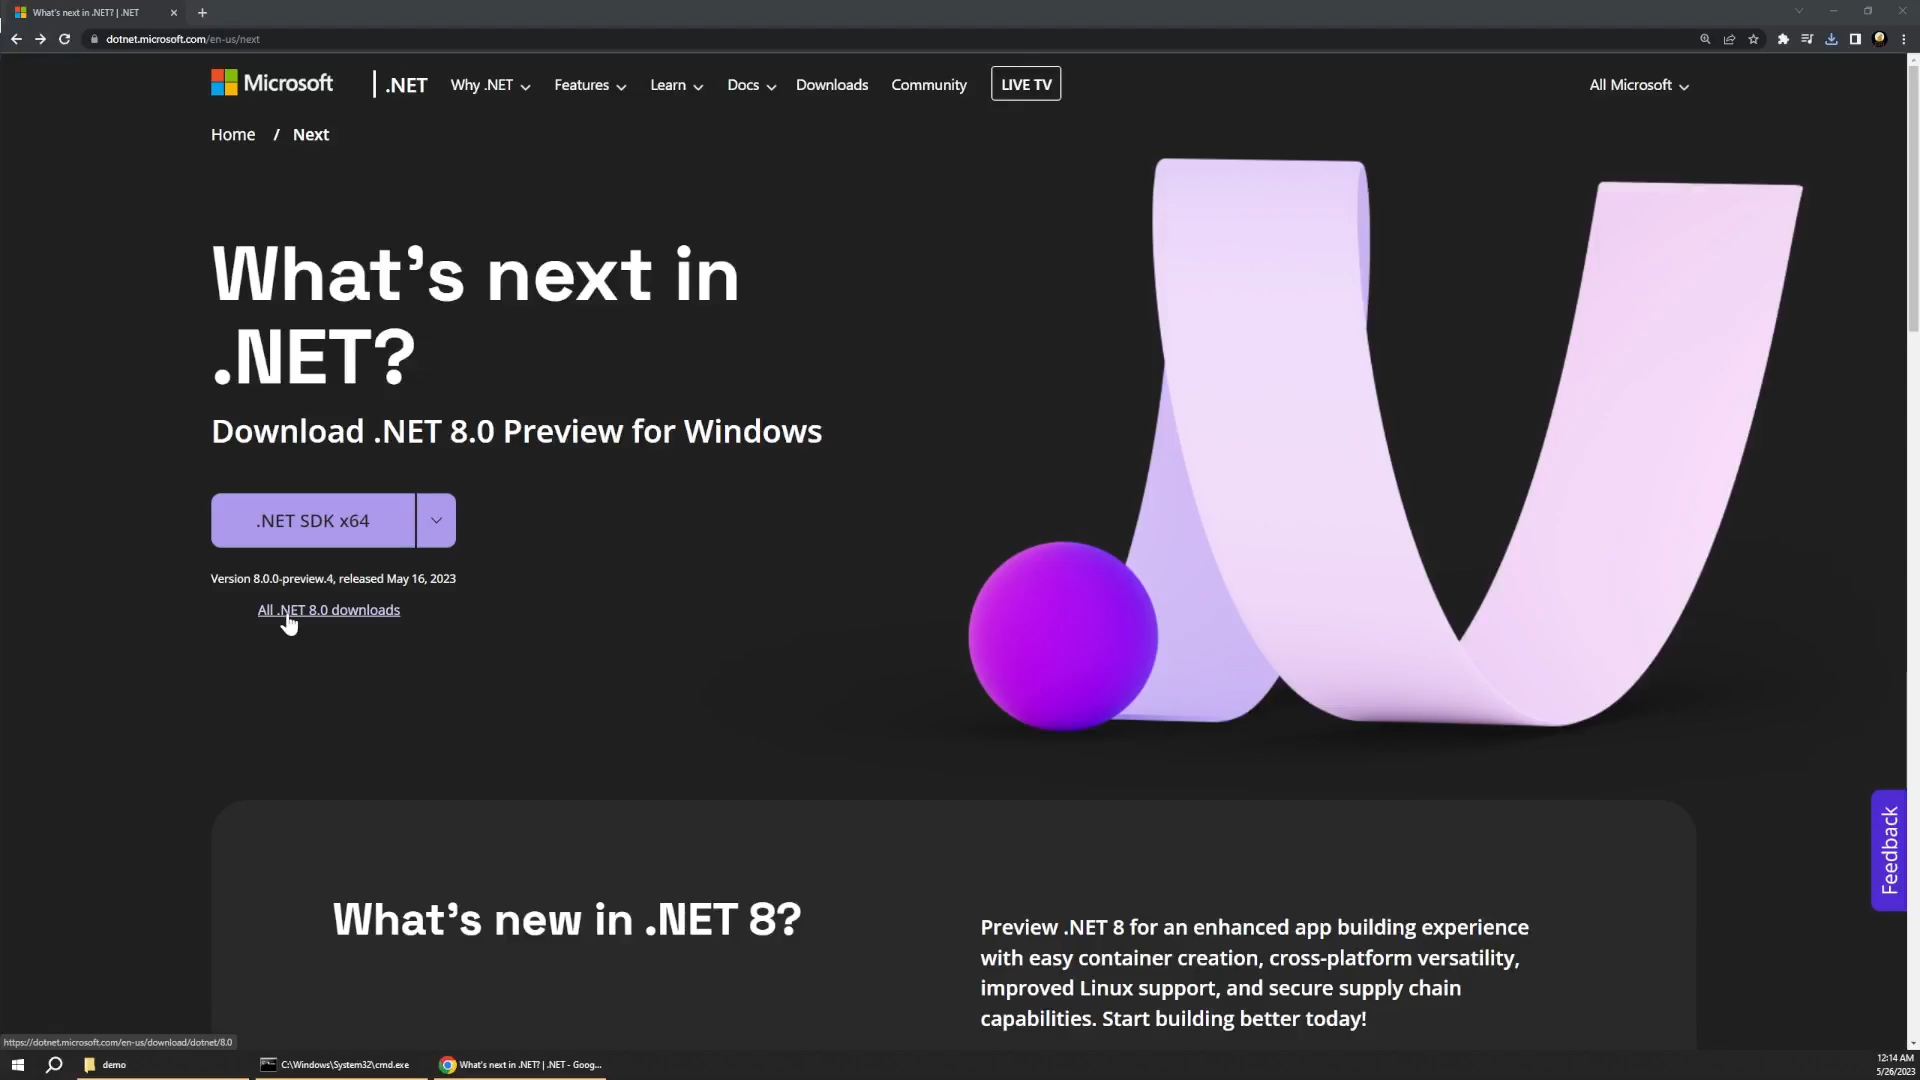 What's next in .NET? | .NET
dotnet.microsoft.com/en-us/next
Microsoft
.NET
Why .NET
Features
Learn
Docs
Downloads
Community
LIVE TV
All Microsoft
Home / Next
What's next in
.NET?
Download .NET 8.0 Preview for Windows
.NET SDK x64
Version 8.0.0-preview.4, released May 16, 2023
All .NET 8.0 downloads
Feedback
What's new in .NET 8?
Preview .NET 8 for an enhanced app building experience
with easy container creation, cross-platform versatility,
improved Linux support, and secure supply chain
capabilities. Start building better today!
https://dotnet.microsoft.com/en-us/download/dotnet/8.0
demo
C:\Windows\System32\cmd.exe
What's next in .NET? | .NET - Goog...
12:14 AM
5/26/2023